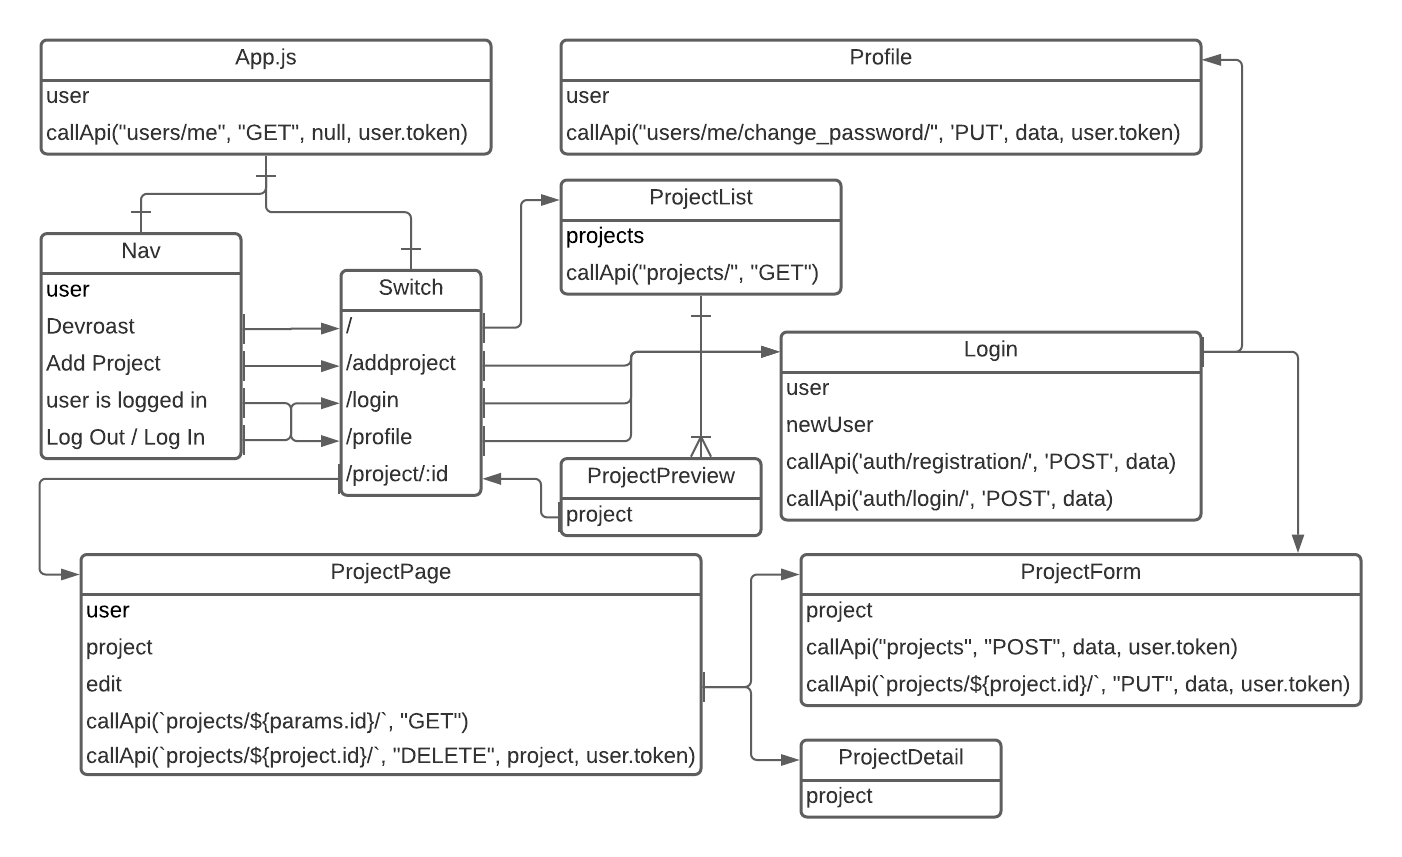 App.js
user
callApi("users/me", "GET", null, user.token)
Profile
user
callApi("users/me/change_password/", 'PUT', data, user.token)
ProjectList
projects
callApi("projects/", "GET")
Nav
user
Devroast
Add Project
user is logged in
Log Out / Log In
Switch
/
/addproject
/login
/profile
/project/:id
Login
user
newUser
callApi('auth/registration/', 'POST', data)
callApi('auth/login/', 'POST', data)
ProjectPreview
project
ProjectPage
user
project
edit
callApi(`projects/${params.id}/`, "GET")
callApi(`projects/${project.id}/`, "DELETE", project, user.token)
ProjectForm
project
callApi("projects", "POST", data, user.token)
callApi(`projects/${project.id}/`, "PUT", data, user.token)
ProjectDetail
project